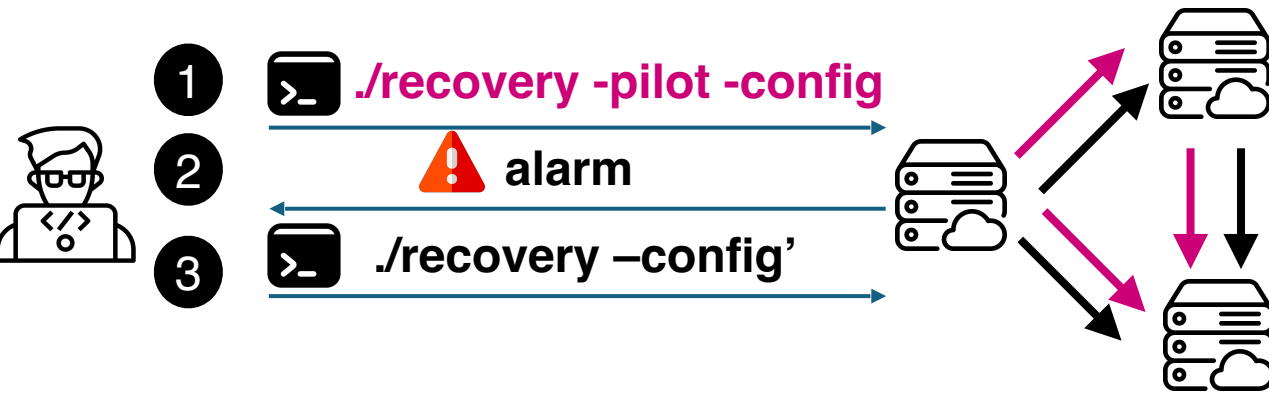 1
./recovery -pilot -config
2
alarm
3
./recovery –config’